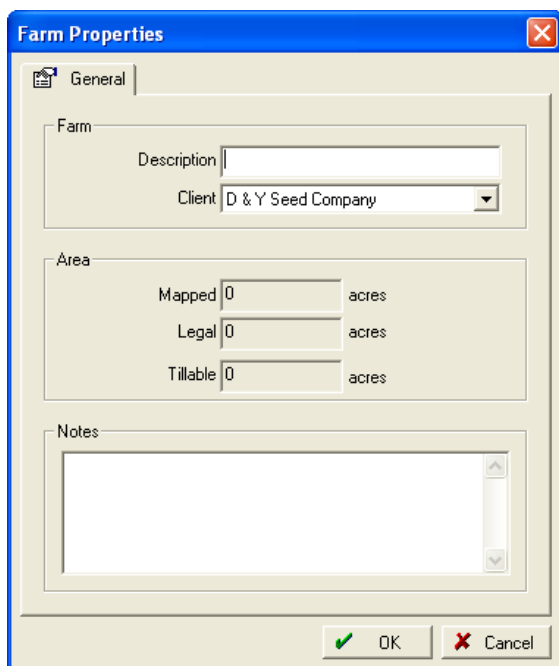 Farm Properties
General
Farm
Description
Client D & Y Seed Company
Area
Mapped 0 acres
Legal 0 acres
Tillable 0 acres
Notes
OK Cancel